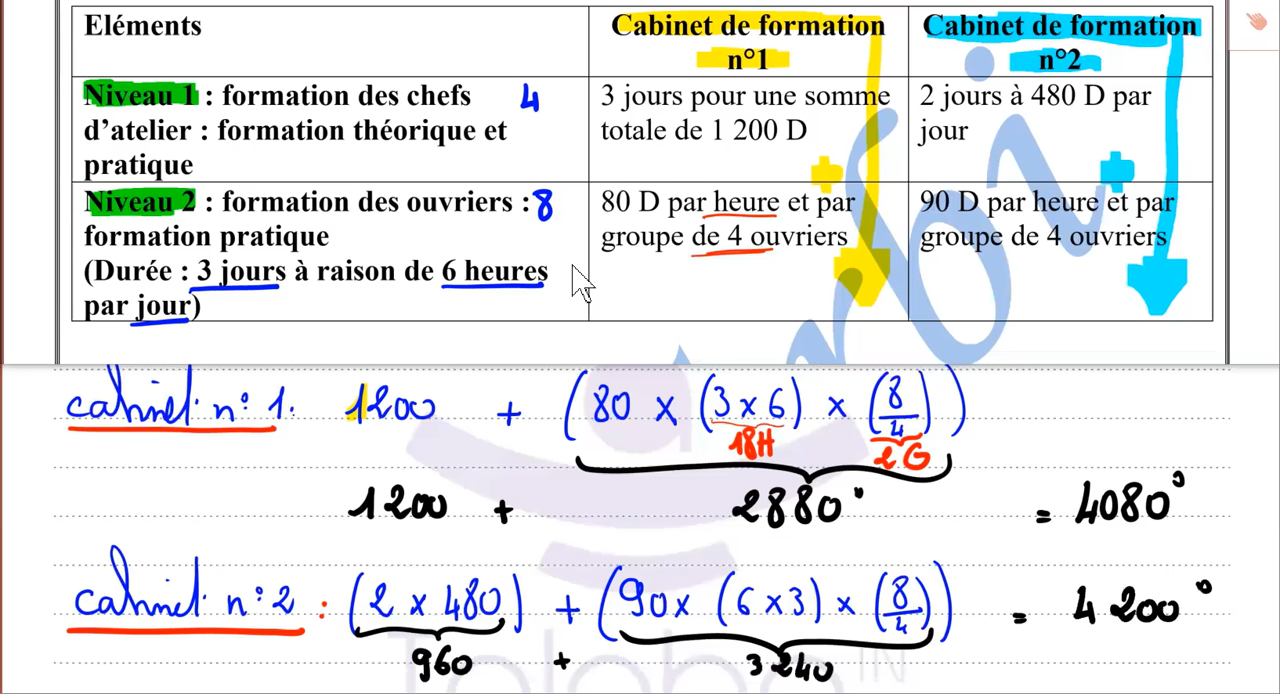 Eléments
Cabinet de formation
n°1
Cabinet de formation
n°2
Niveau 1 : formation des chefs 4
d'atelier : formation théorique et
pratique
3 jours pour une somme
totale de 1 200 D
2 jours à 480 D par
jour
Niveau 2 : formation des ouvriers : 8
formation pratique
(Durée : 3 jours à raison de 6 heures
par jour)
80 D par heure et par
groupe de 4 ouvriers
90 D par heure et par
groupe de 4 ouvriers
cabinet n° 1. 1200 + (80 x (3 x 6) x (8/4))
18H 2G
1200 + 2880° = 4080°
cabinet n° 2 : (2 x 480) + (90 x (6 x 3) x (8/4)) = 4 200°
960 + 3 240
IN